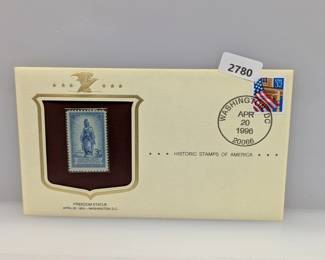 2780
WASHINGTON, DC
APR
20
1996
20066
HISTORIC STAMPS OF AMERICA
FREEDOM STATUE